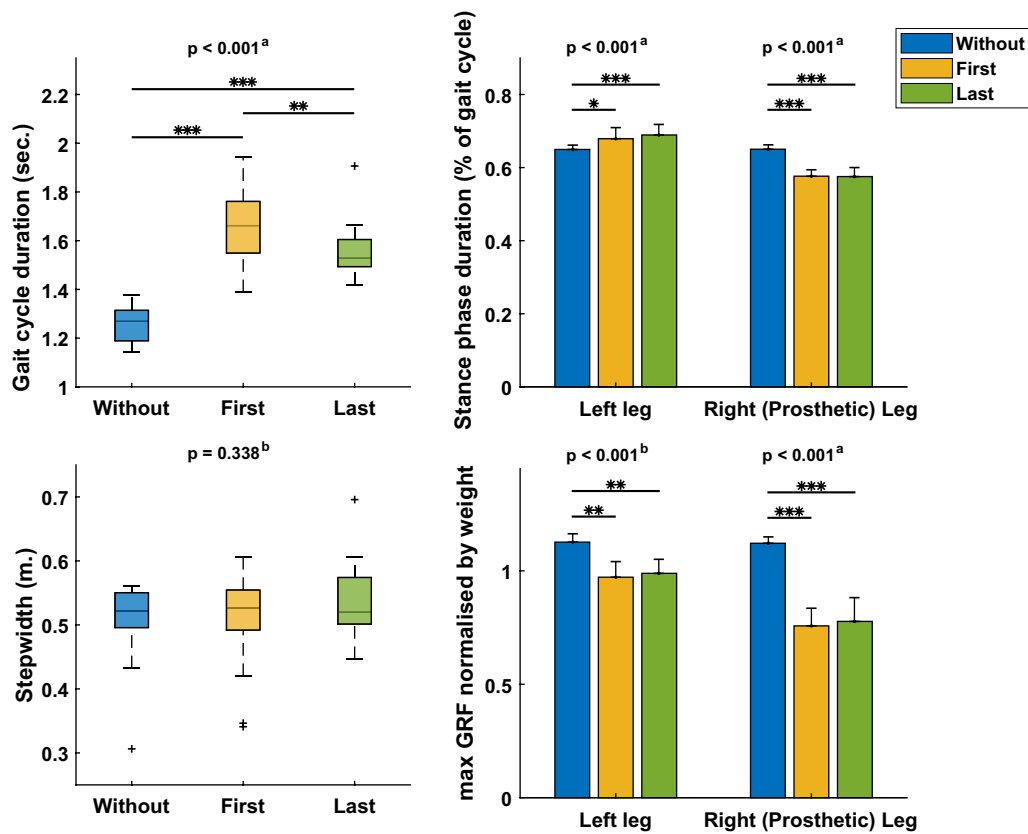 p < 0.001a
Gait cycle duration (sec.)
2.2
2
1.8
1.6
1.4
1.2
1
***
**
***
Without First Last
p < 0.001a p < 0.001a
Without
First
Last
Stance phase duration (% of gait cycle)
0.8
0.6
0.4
0.2
0
***
*
***
***
Left leg Right (Prosthetic) Leg
p = 0.338b
Stepwidth (m.)
0.7
0.6
0.5
0.4
0.3
Without First Last
p < 0.001b p < 0.001a
max GRF normalised by weight
1
0.5
0
**
**
***
***
Left leg Right (Prosthetic) Leg